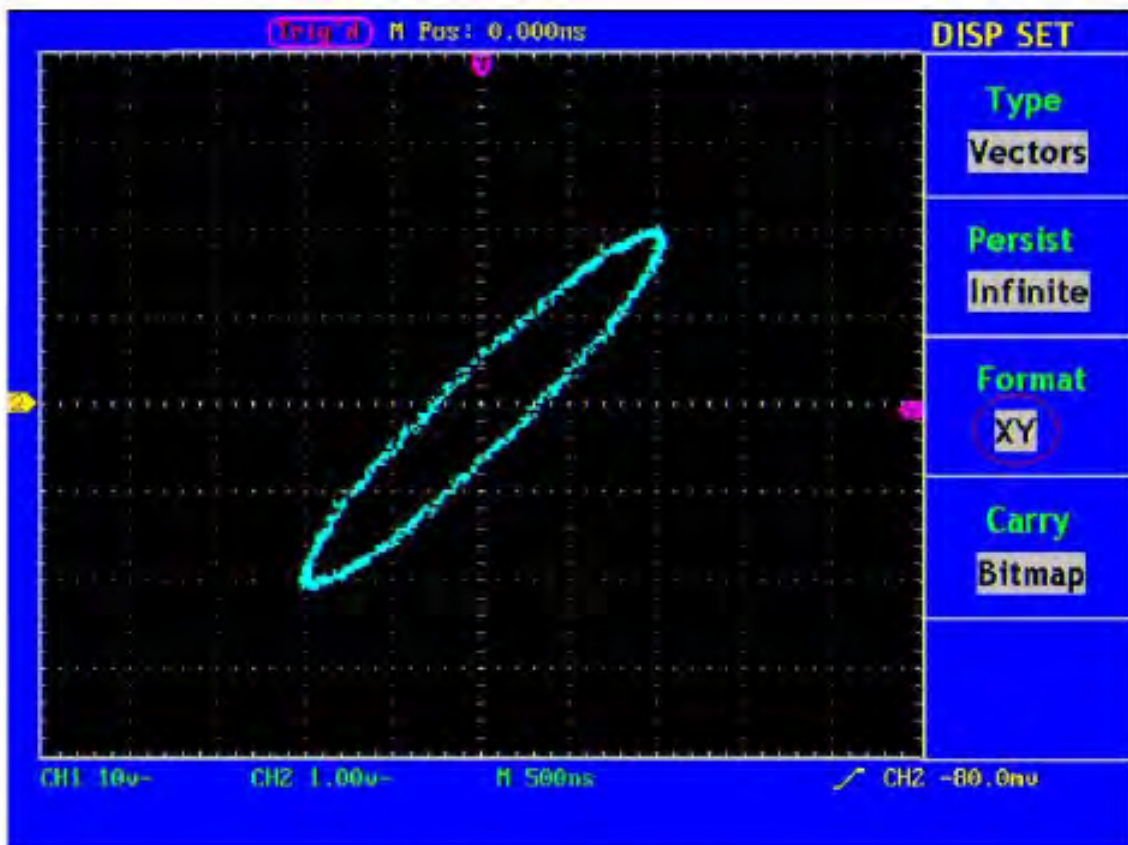 Trig'd M Pos: 0.000ns
DISP SET
T
Type
Vectors
Persist
Infinite
Format
XY
Carry
Bitmap
CH1 10v~ CH2 1.00v~ M 500ns CH2 -80.0mv